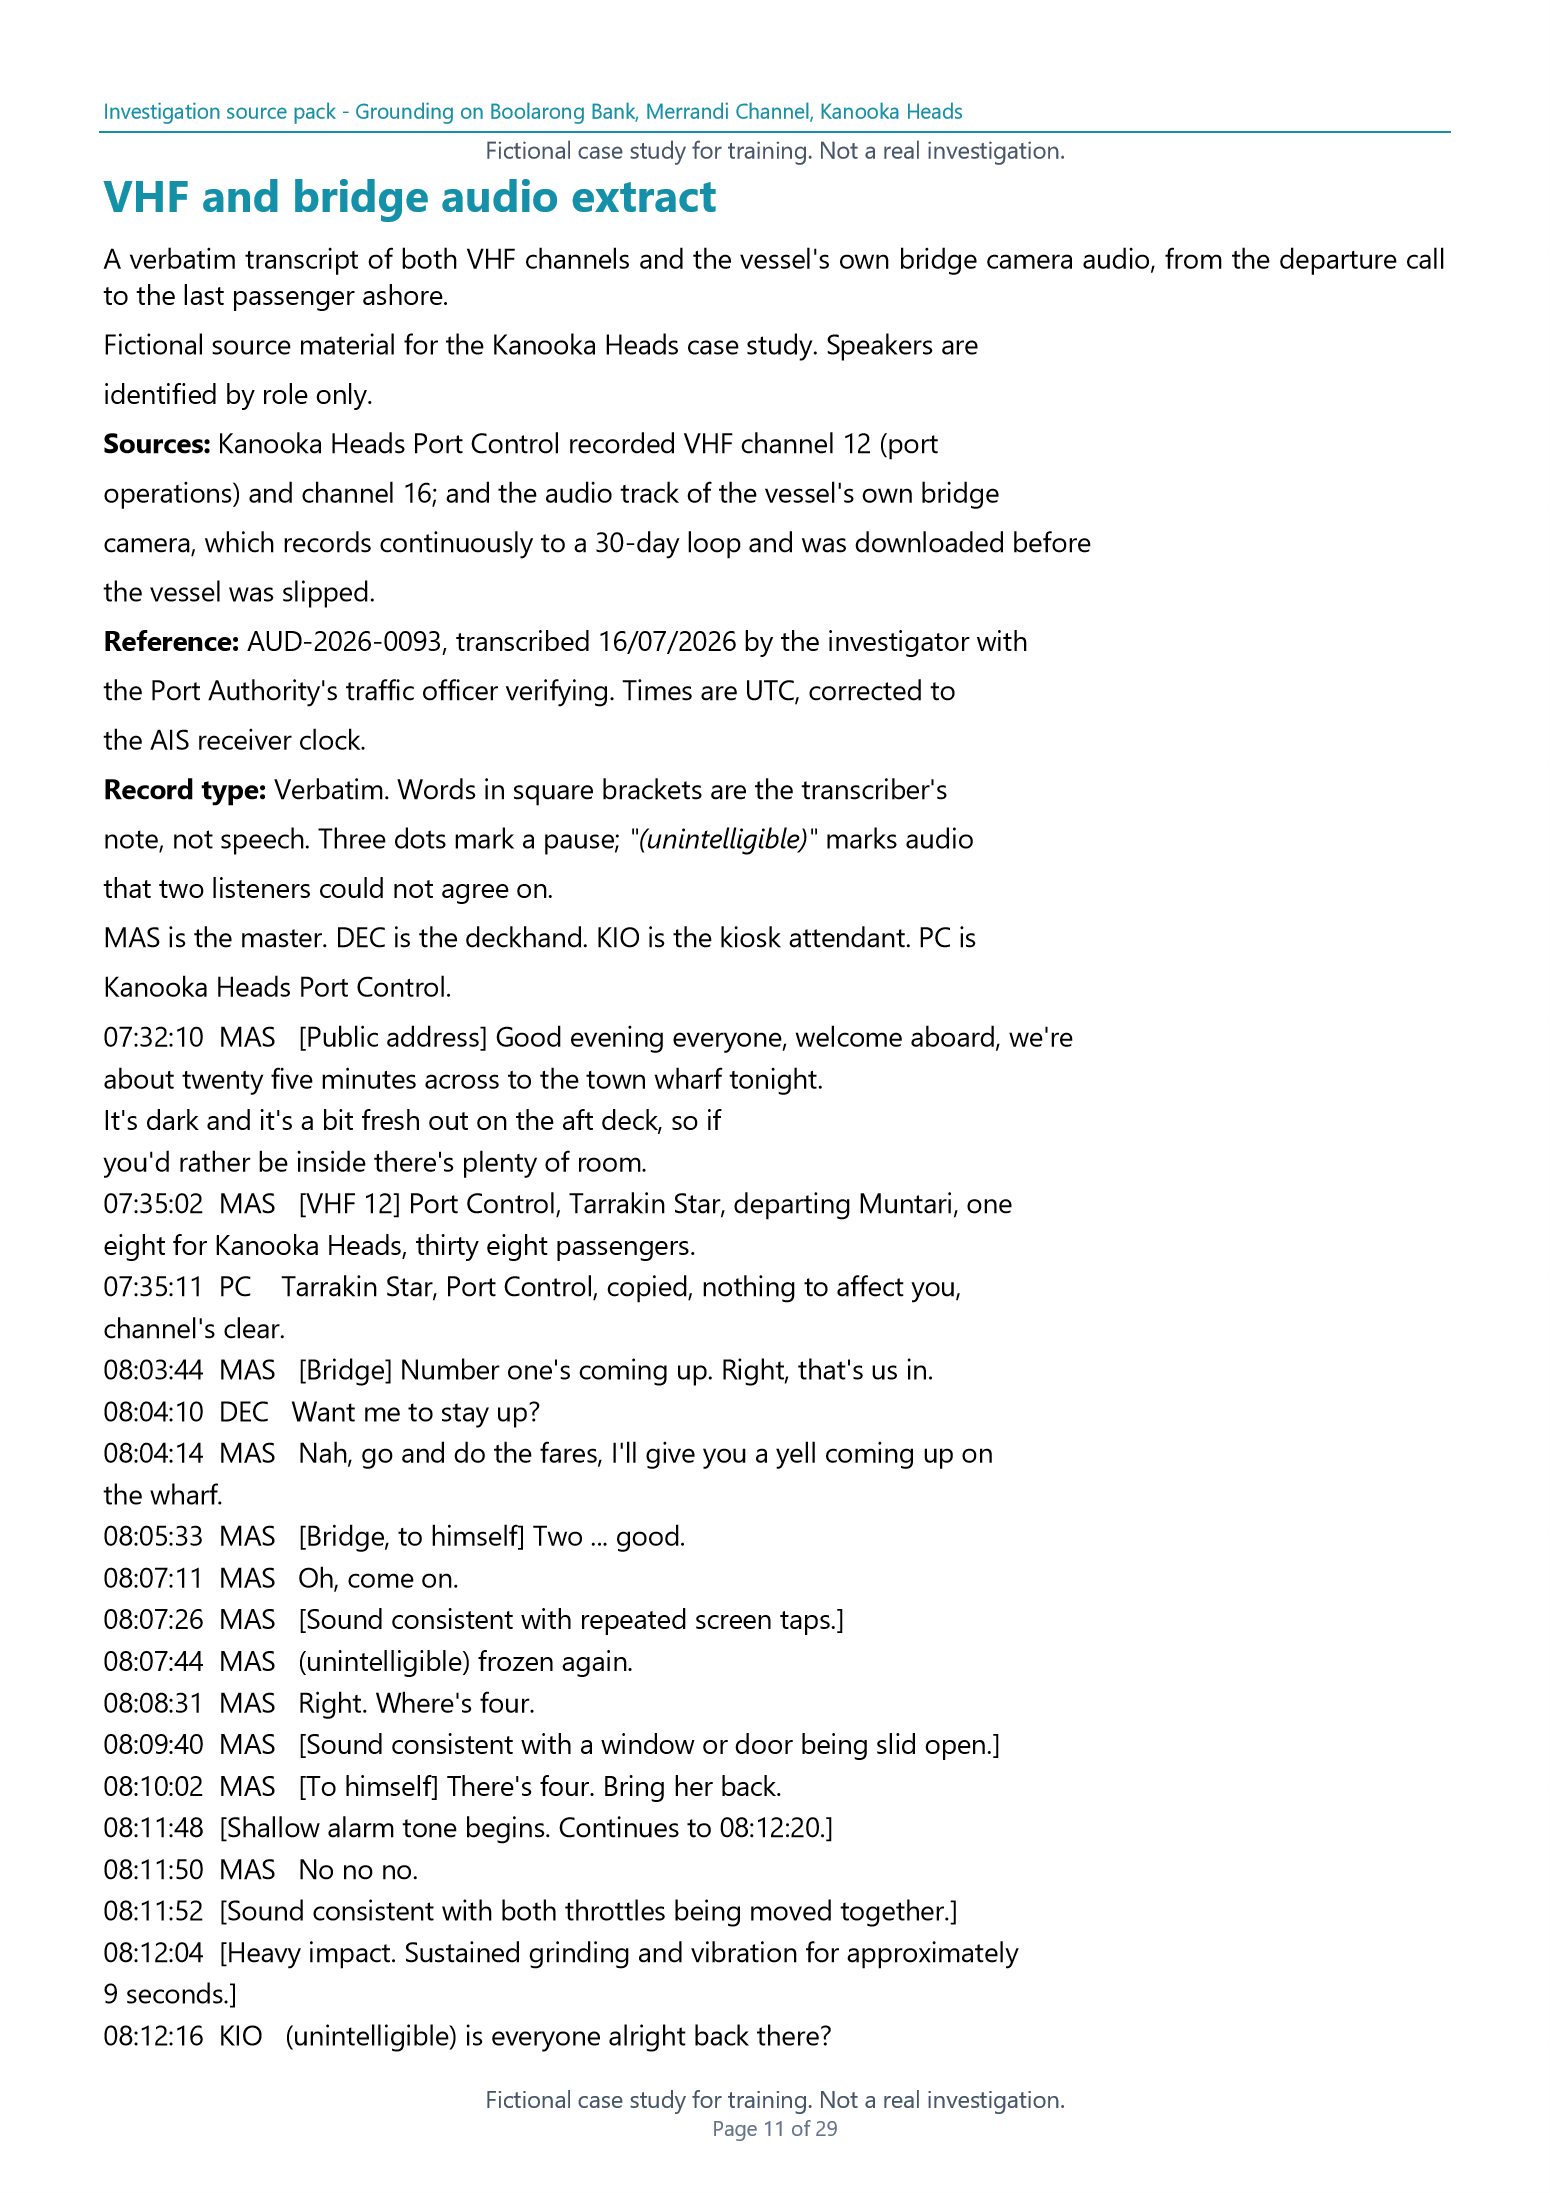 Investigation source pack - Grounding on Boolarong Bank, Merrandi Channel, Kanooka Heads
Fictional case study for training. Not a real investigation.
VHF and bridge audio extract
A verbatim transcript of both VHF channels and the vessel's own bridge camera audio, from the departure call
to the last passenger ashore.
Fictional source material for the Kanooka Heads case study. Speakers are
identified by role only.
Sources: Kanooka Heads Port Control recorded VHF channel 12 (port
operations) and channel 16; and the audio track of the vessel's own bridge
camera, which records continuously to a 30-day loop and was downloaded before
the vessel was slipped.
Reference: AUD-2026-0093, transcribed 16/07/2026 by the investigator with
the Port Authority's traffic officer verifying. Times are UTC, corrected to
the AIS receiver clock.
Record type: Verbatim. Words in square brackets are the transcriber's
note, not speech. Three dots mark a pause; "(unintelligible)" marks audio
that two listeners could not agree on.
MAS is the master. DEC is the deckhand. KIO is the kiosk attendant. PC is
Kanooka Heads Port Control.
07:32:10 MAS [Public address] Good evening everyone, welcome aboard, we're
about twenty five minutes across to the town wharf tonight.
It's dark and it's a bit fresh out on the aft deck, so if
you'd rather be inside there's plenty of room.
07:35:02 MAS [VHF 12] Port Control, Tarrakin Star, departing Muntari, one
eight for Kanooka Heads, thirty eight passengers.
07:35:11 PC Tarrakin Star, Port Control, copied, nothing to affect you,
channel's clear.
08:03:44 MAS [Bridge] Number one's coming up. Right, that's us in.
08:04:10 DEC Want me to stay up?
08:04:14 MAS Nah, go and do the fares, I'll give you a yell coming up on
the wharf.
08:05:33 MAS [Bridge, to himself] Two ... good.
08:07:11 MAS Oh, come on.
08:07:26 MAS [Sound consistent with repeated screen taps.]
08:07:44 MAS (unintelligible) frozen again.
08:08:31 MAS Right. Where's four.
08:09:40 MAS [Sound consistent with a window or door being slid open.]
08:10:02 MAS [To himself] There's four. Bring her back.
08:11:48 [Shallow alarm tone begins. Continues to 08:12:20.]
08:11:50 MAS No no no.
08:11:52 [Sound consistent with both throttles being moved together.]
08:12:04 [Heavy impact. Sustained grinding and vibration for approximately
9 seconds.]
08:12:16 KIO (unintelligible) is everyone alright back there?
Fictional case study for training. Not a real investigation.
Page 11 of 29